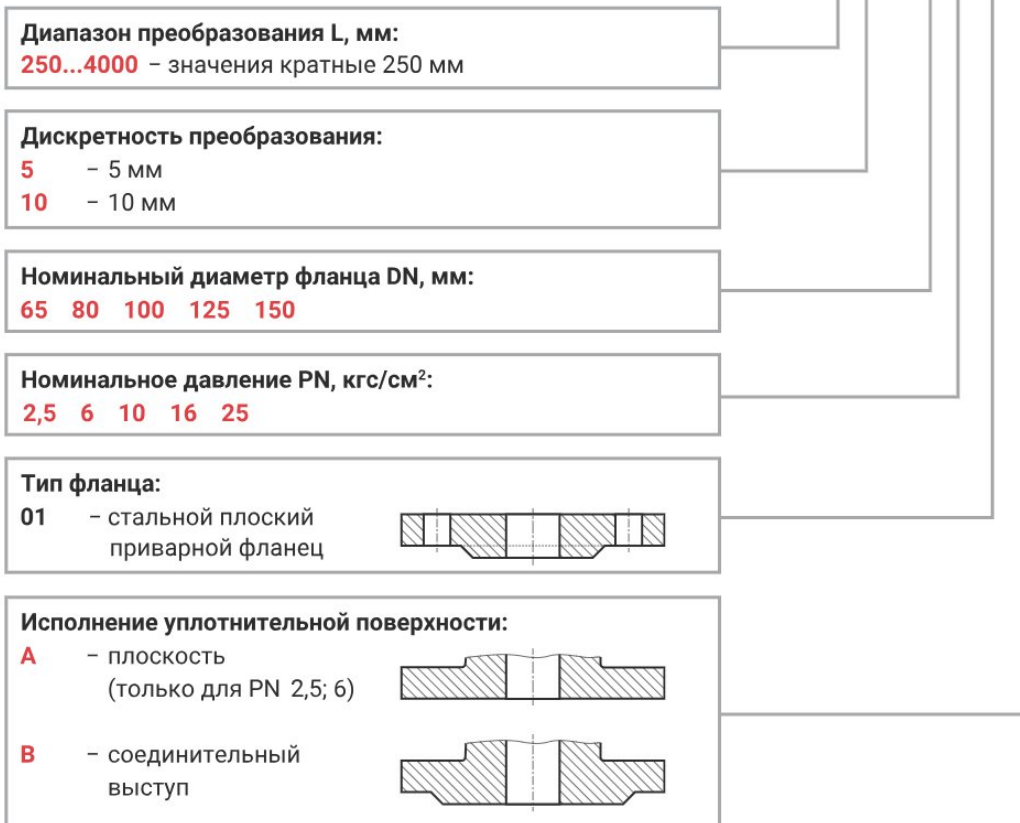 Диапазон преобразования L, мм:
250...4000 – значения кратные 250 мм
Дискретность преобразования:
5 – 5 мм
10 – 10 мм
Номинальный диаметр фланца DN, мм:
65 80 100 125 150
Номинальное давление PN, кгс/см²:
2,5 6 10 16 25
Тип фланца:
01 – стальной плоский
приварной фланец
Исполнение уплотнительной поверхности:
A – плоскость
(только для PN 2,5; 6)
B – соединительный
выступ